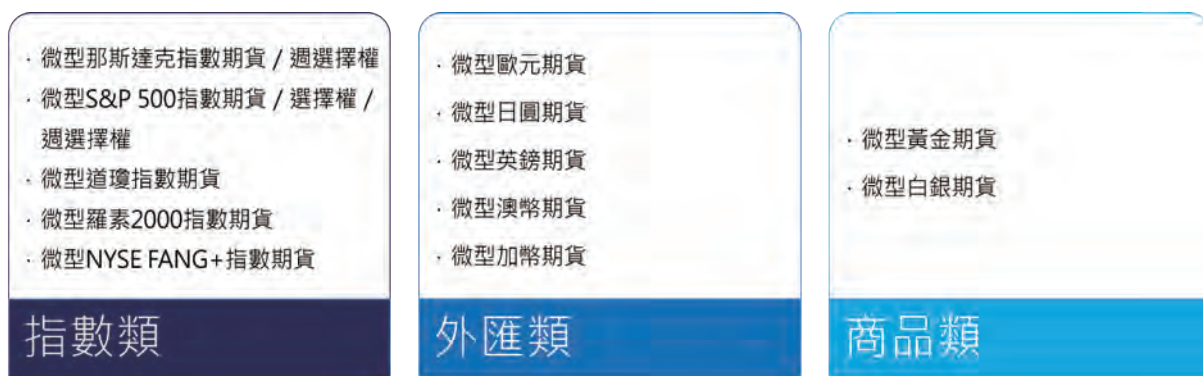 · 微型那斯達克指數期貨 / 週選擇權
· 微型S&P 500指數期貨 / 選擇權 /
週選擇權
· 微型道瓊指數期貨
· 微型羅素2000指數期貨
· 微型NYSE FANG+指數期貨
指數類
· 微型歐元期貨
· 微型日圓期貨
· 微型英鎊期貨
· 微型澳幣期貨
· 微型加幣期貨
外匯類
· 微型黃金期貨
· 微型白銀期貨
商品類